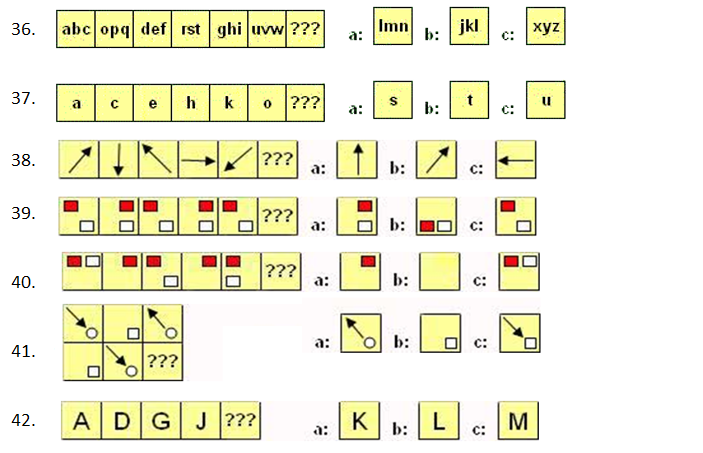 36. abc opq def rst ghi uvw ??? a: lmn b: jkl c: xyz
37. a c e h k o ??? a: s b: t c: u
38. ??? a: b: c:
39. ??? a: b: c:
40. ??? a: b: c:
41. ??? a: b: c:
42. A D G J ??? a: K b: L c: M